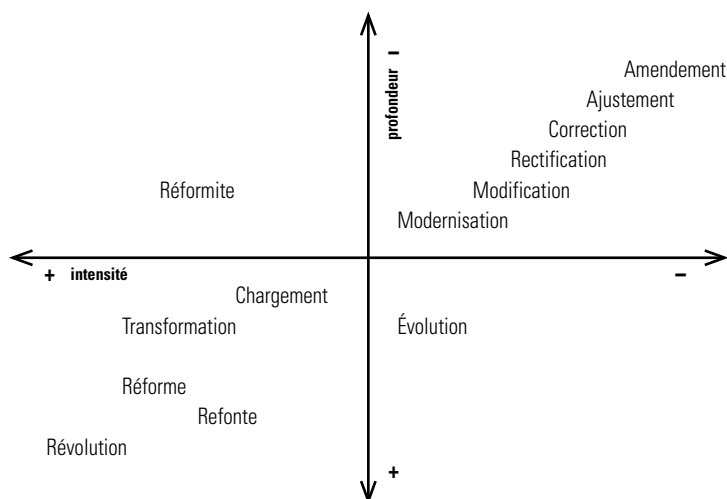 profondeur –
Amendement
Ajustement
Correction
Rectification
Réformite
Modification
Modernisation
+ intensité –
Chargement
Transformation
Évolution
Réforme
Refonte
Révolution
+